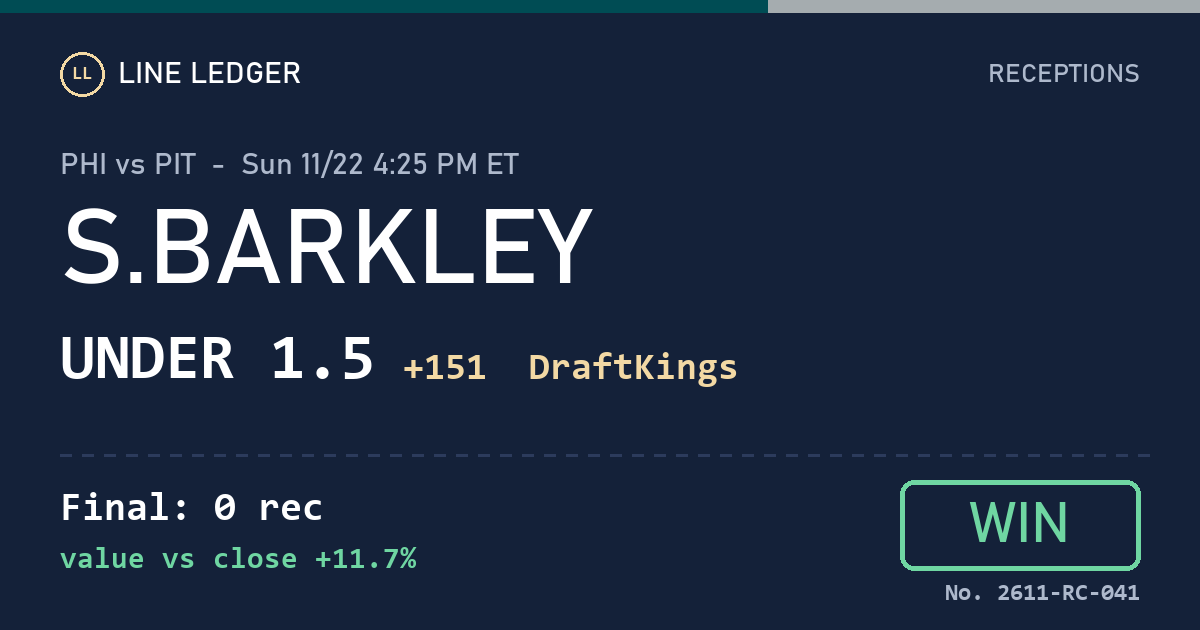 LL LINE LEDGER
RECEPTIONS
PHI vs PIT - Sun 11/22 4:25 PM ET
S.BARKLEY
UNDER 1.5 +151 DraftKings
Final: 0 rec
value vs close +11.7%
WIN
No. 2611-RC-041